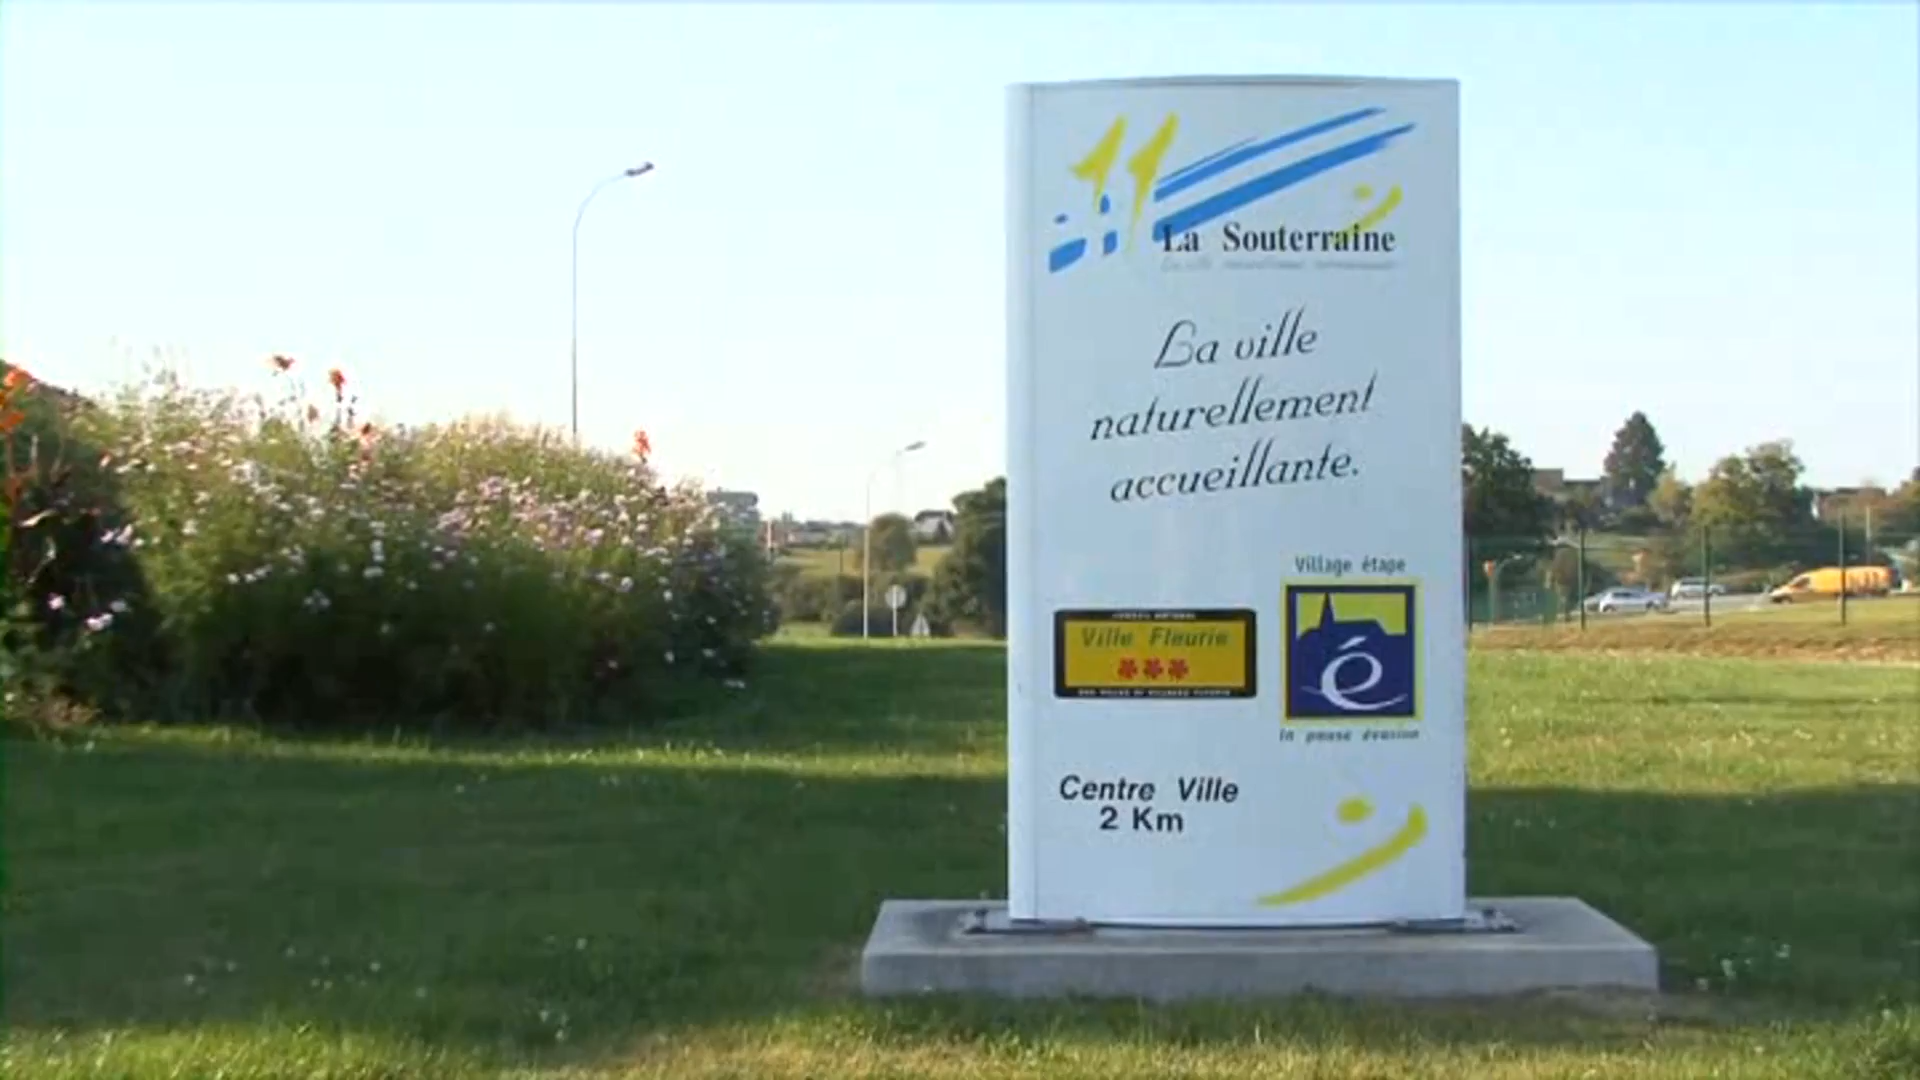 La Souterraine
La ville
naturellement
accueillante.
Village étape
Ville Fleurie
é
la pause évasion
Centre Ville
2 Km